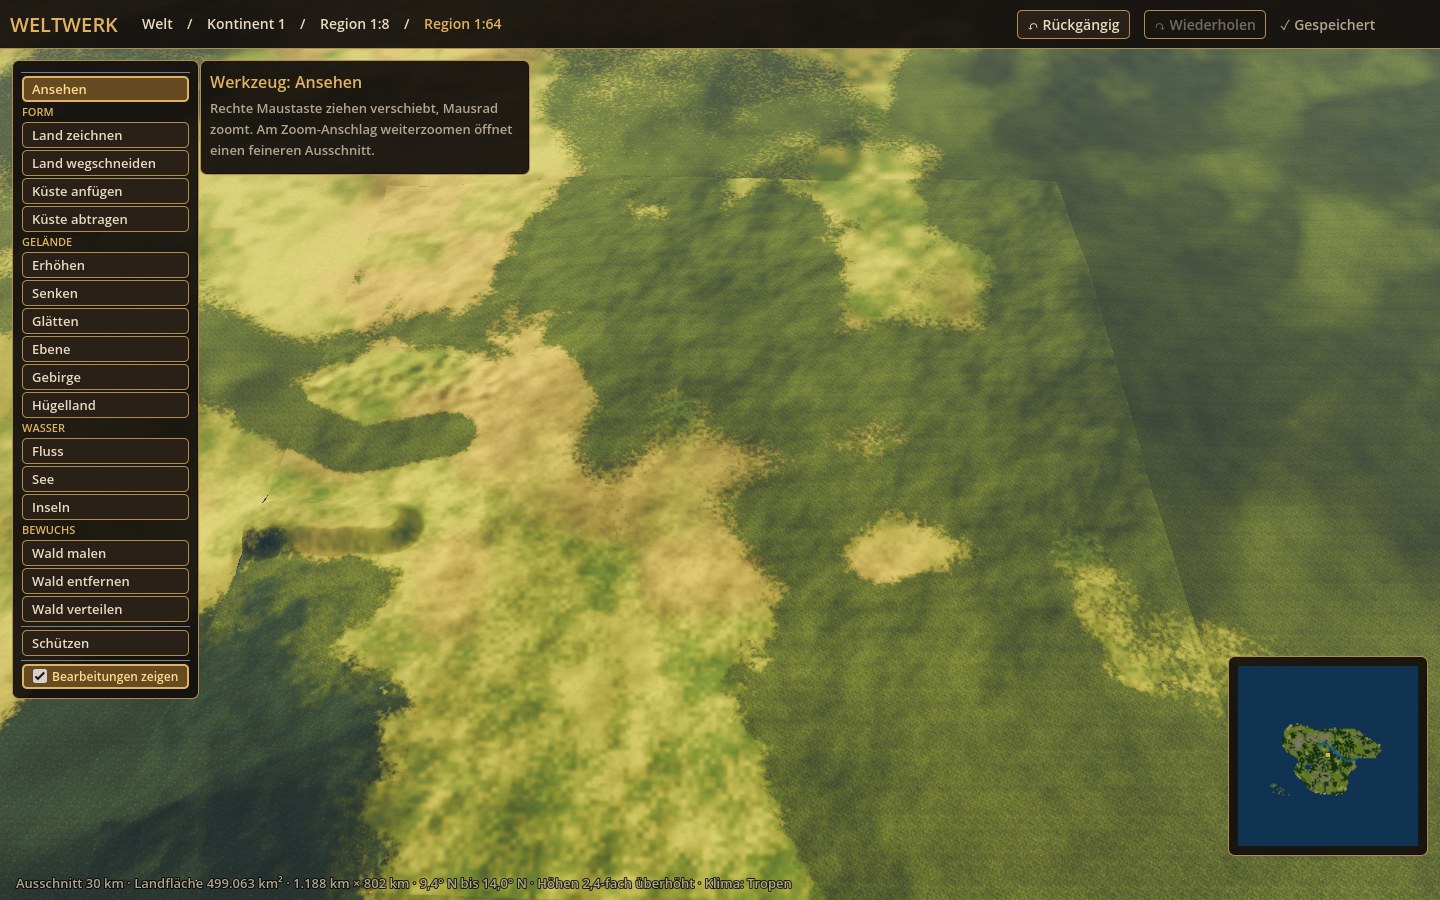 WELTWERK
Welt / Kontinent 1 / Region 1:8 / Region 1:64
Rückgängig
Wiederholen
✓ Gespeichert
Ansehen
FORM
Land zeichnen
Land wegschneiden
Küste anfügen
Küste abtragen
GELÄNDE
Erhöhen
Senken
Glätten
Ebene
Gebirge
Hügelland
WASSER
Fluss
See
Inseln
BEWUCHS
Wald malen
Wald entfernen
Wald verteilen
Schützen
Bearbeitungen zeigen
Werkzeug: Ansehen
Rechte Maustaste ziehen verschiebt, Mausrad
zoomt. Am Zoom-Anschlag weiterzoomen öffnet
einen feineren Ausschnitt.
Ausschnitt 30 km · Landfläche 499.063 km² · 1.188 km × 802 km · 9,4° N bis 14,0° N · Höhen 2,4-fach überhöht · Klima: Tropen